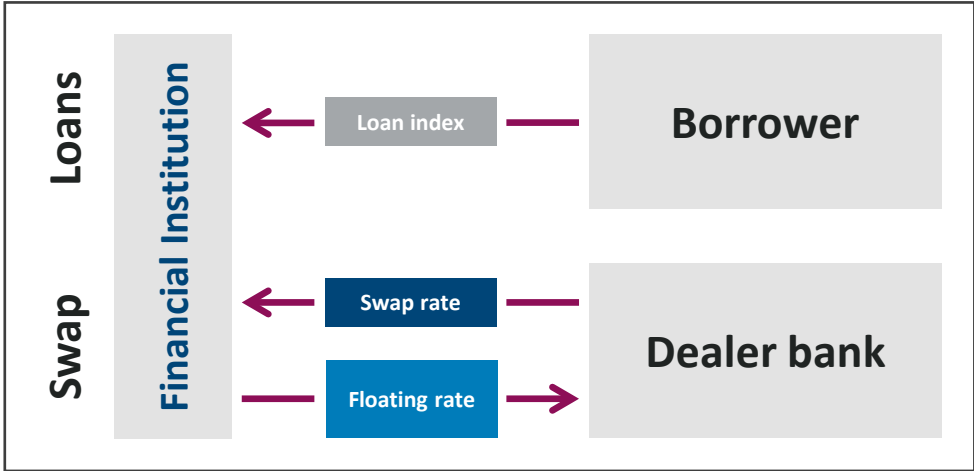 Loans
Financial Institution
Loan index
Borrower
Swap
Swap rate
Dealer bank
Floating rate